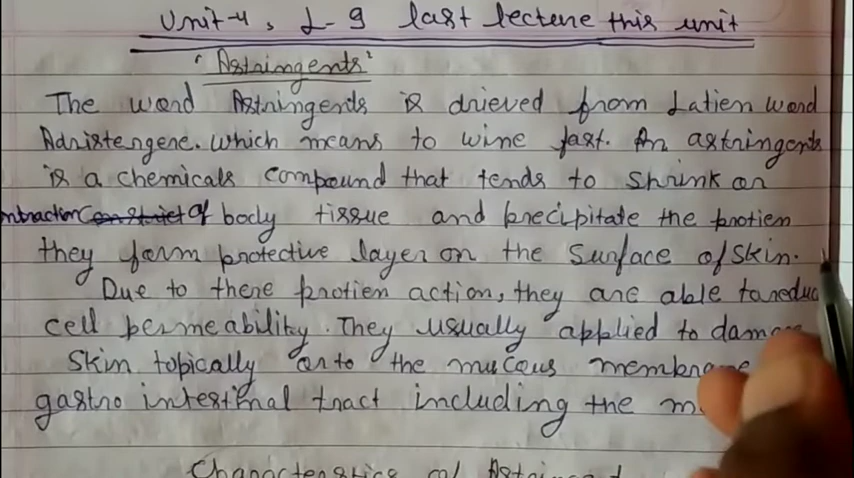 Unit-4, L-9 last lecture this unit
"Astringents"
The word Astringents is drieved from Latien word
Adristengene. which means to wine fast. An astringents
is a chemicals compound that tends to shrink or
of body tissue and precipitate the protien
they form protective layer on the surface of skin.
Due to there protien action, they are able to reduc
cell permeability. They usually applied to
skin topically or to the mucous membrane
gastro intestinal tract including the
Characteristics of